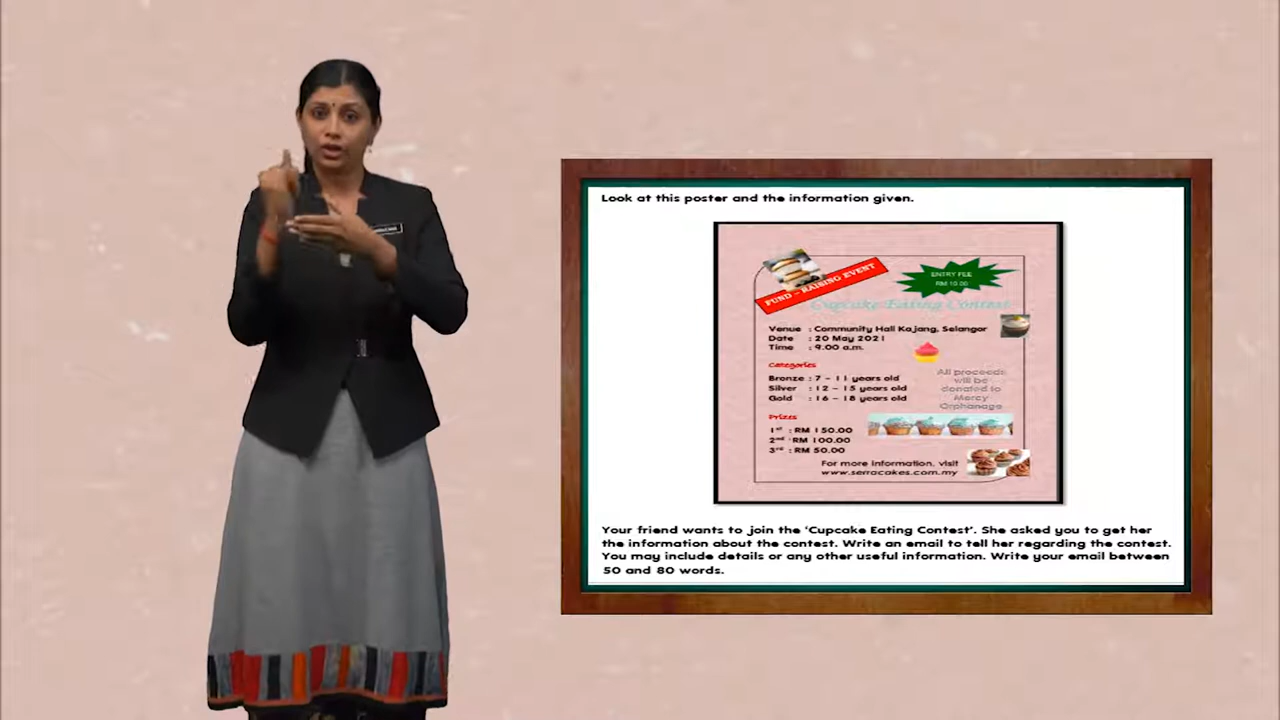 Look at this poster and the information given.
FUND - RAISING EVENT
ENTRY FEE
RM 10.00
Cupcake Eating Contest
Venue : Community Hall Kajang, Selangor
Date : 20 May 2021
Time : 9.00 a.m.
Categories
Bronze : 7 - 11 years old
Silver : 12 - 15 years old
Gold : 16 - 18 years old
All proceeds
will be
donated to
Mercy
Orphanage
Prizes
1st : RM 150.00
2nd : RM 100.00
3rd : RM 50.00
For more information, visit
www.serracakes.com.my
Your friend wants to join the 'Cupcake Eating Contest'. She asked you to get her
the information about the contest. Write an email to tell her regarding the contest.
You may include details or any other useful information. Write your email between
50 and 80 words.